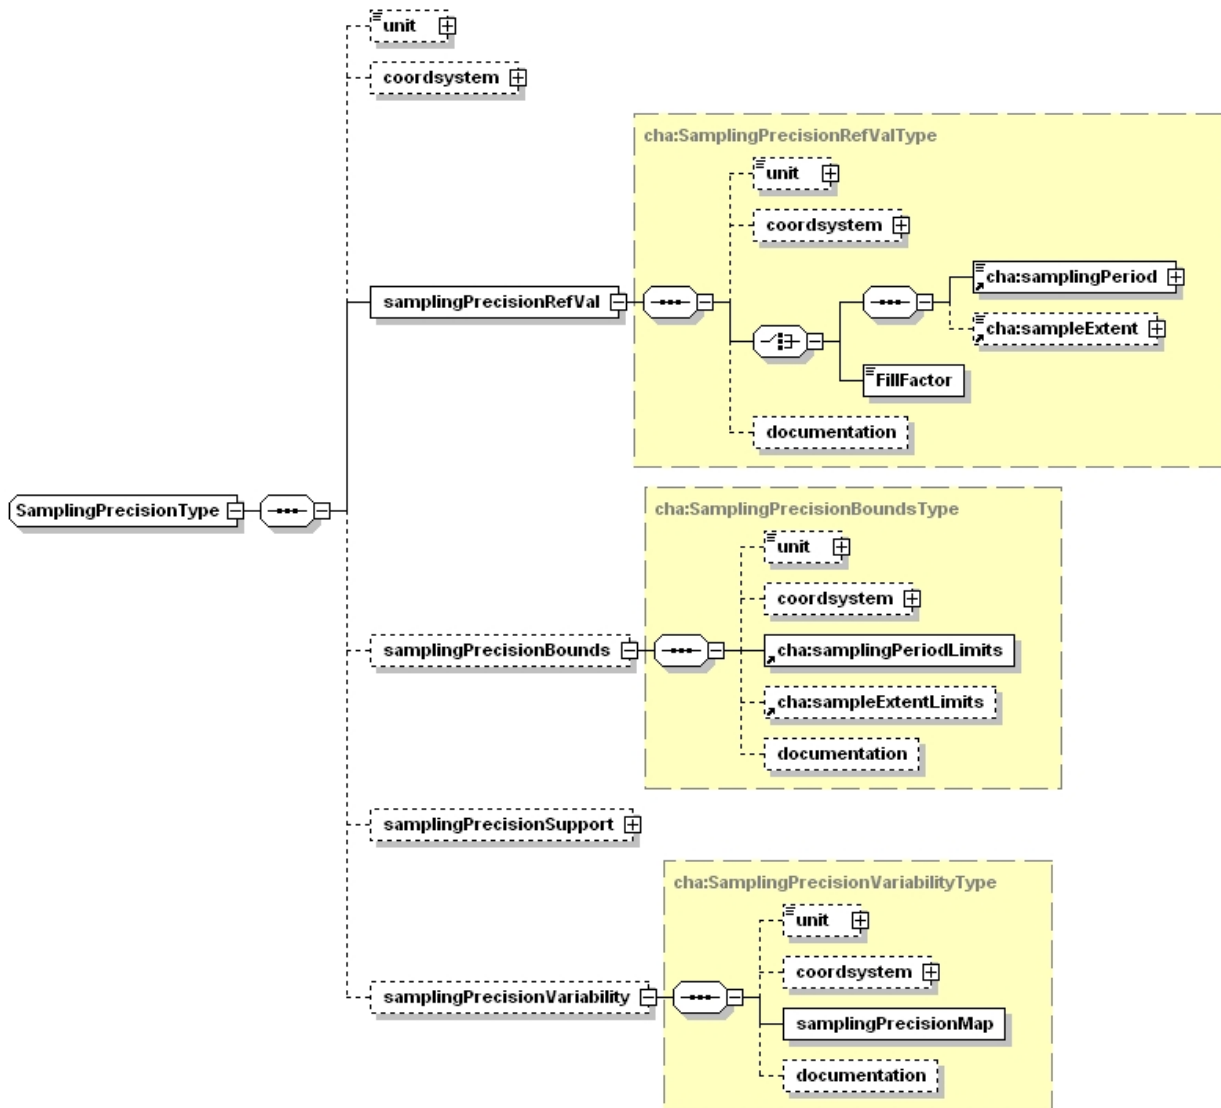 unit
coordsystem
cha:SamplingPrecisionRefValType
unit
coordsystem
cha:samplingPeriod
samplingPrecisionRefVal
cha:sampleExtent
FillFactor
documentation
SamplingPrecisionType
cha:SamplingPrecisionBoundsType
unit
coordsystem
samplingPrecisionBounds
cha:samplingPeriodLimits
cha:sampleExtentLimits
documentation
samplingPrecisionSupport
cha:SamplingPrecisionVariabilityType
unit
coordsystem
samplingPrecisionVariability
samplingPrecisionMap
documentation